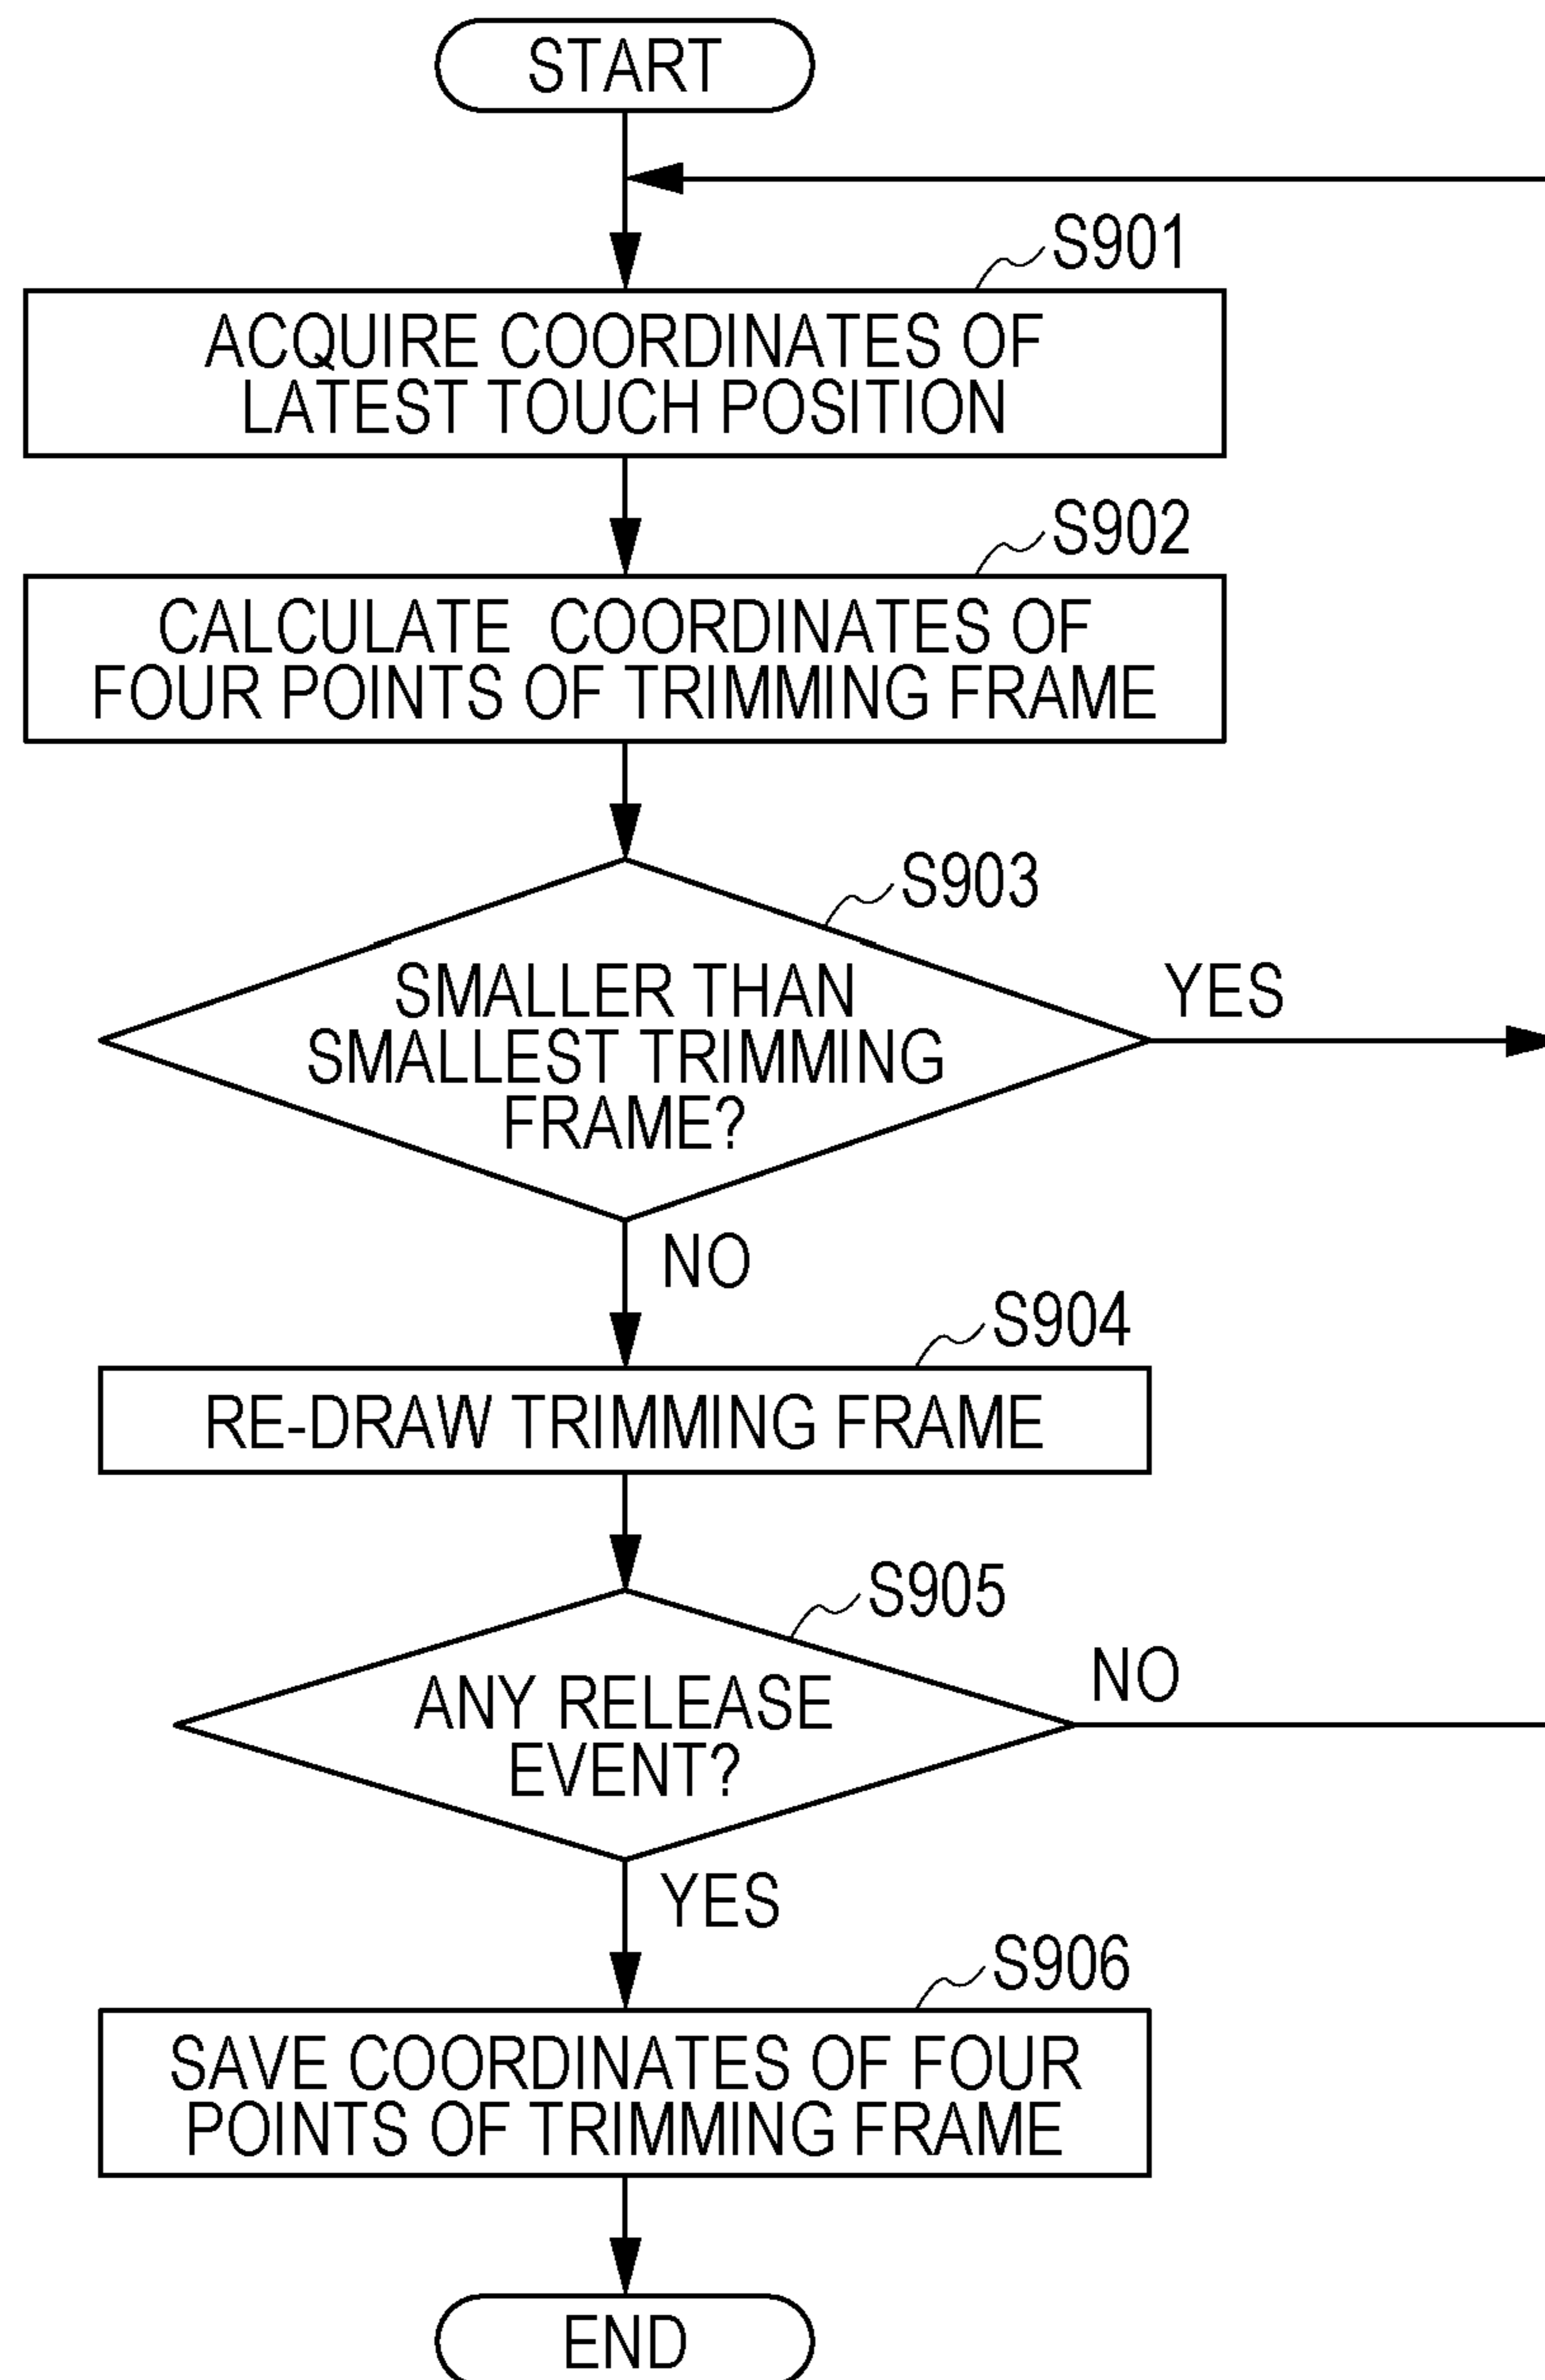 START
S901
ACQUIRE COORDINATES OF
LATEST TOUCH POSITION
S902
CALCULATE COORDINATES OF
FOUR POINTS OF TRIMMING FRAME
S903
SMALLER THAN
SMALLEST TRIMMING
FRAME?
YES
NO
S904
RE-DRAW TRIMMING FRAME
S905
ANY RELEASE
EVENT?
NO
YES
S906
SAVE COORDINATES OF FOUR
POINTS OF TRIMMING FRAME
END